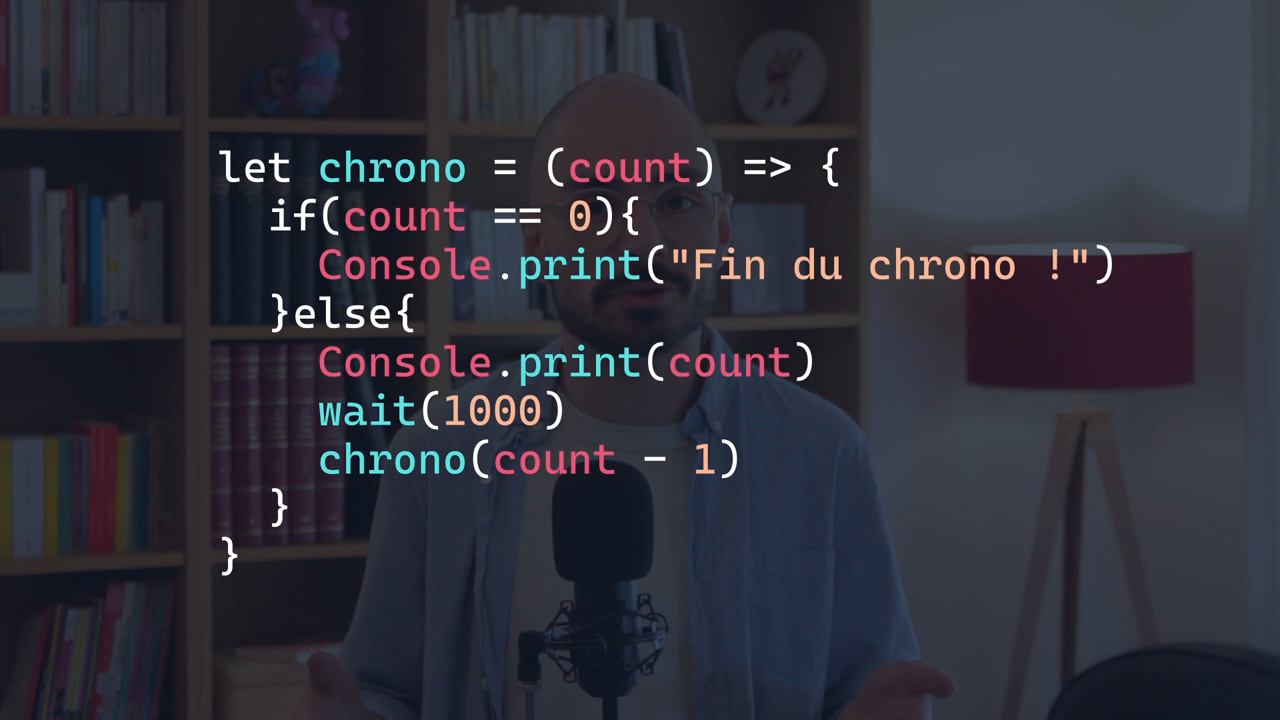 let chrono = (count) => {
if(count == 0){
Console.print("Fin du chrono !")
}else{
Console.print(count)
wait(1000)
chrono(count - 1)
}
}